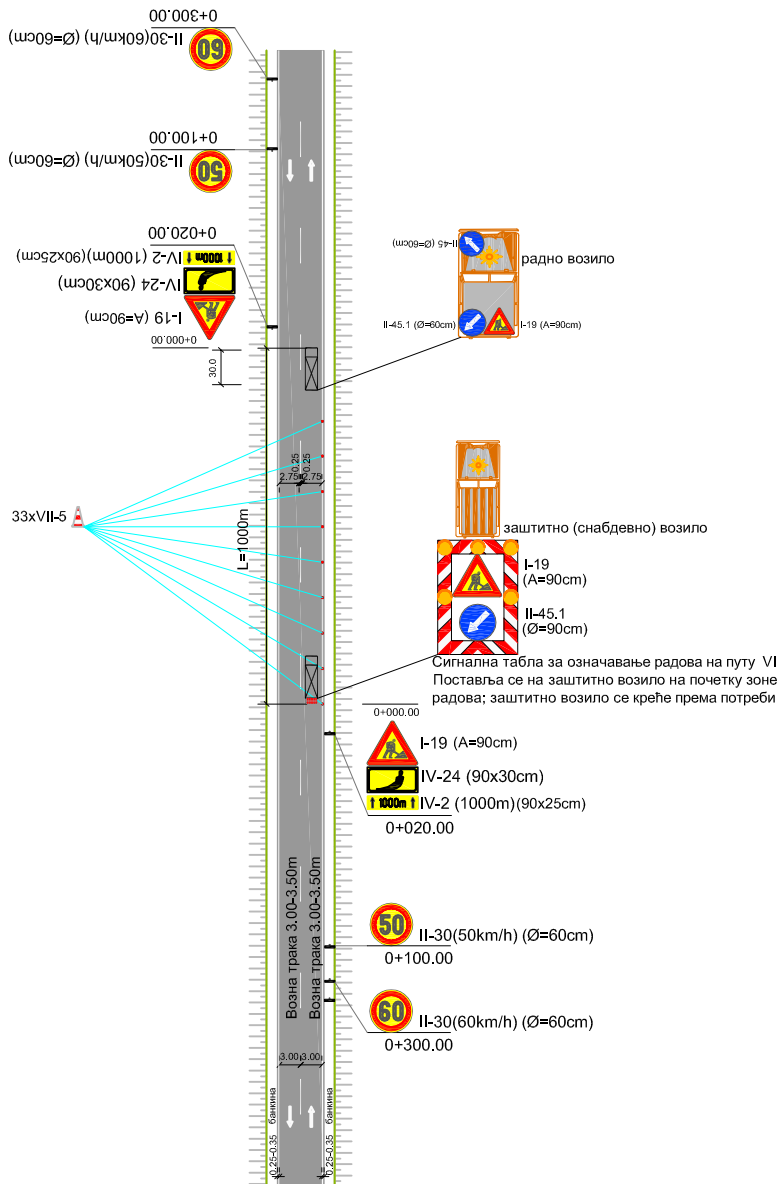 0+300.00
60
II-30(60km/h) (Ø=60cm)
0+100.00
50
II-30(50km/h) (Ø=60cm)
0+020.00
1000m
IV-2 (1000m)(90x25cm)
IV-24 (90x30cm)
I-19 (A=90cm)
0+000.00
30.0
II-45 (Ø=60cm)
радно возило
II-45.1 (Ø=60cm)
I-19 (A=90cm)
2.75
0.25
0.25
2.75
33xVII-5
L=1000m
заштитно (снабдевно) возило
I-19
(A=90cm)
II-45.1
(Ø=90cm)
Сигнална табла за означавање радова на путу VI
Поставља се на заштитно возило на почетку зоне
радова; заштитно возило се креће према потреби
0+000.00
I-19 (A=90cm)
IV-24 (90x30cm)
1000m
IV-2 (1000m)(90x25cm)
0+020.00
Возна трака 3.00-3.50m
Возна трака 3.00-3.50m
50
II-30(50km/h) (Ø=60cm)
0+100.00
60
II-30(60km/h) (Ø=60cm)
0+300.00
3.00
3.00
0.25-0.35 банкина
0.25-0.35 банкина